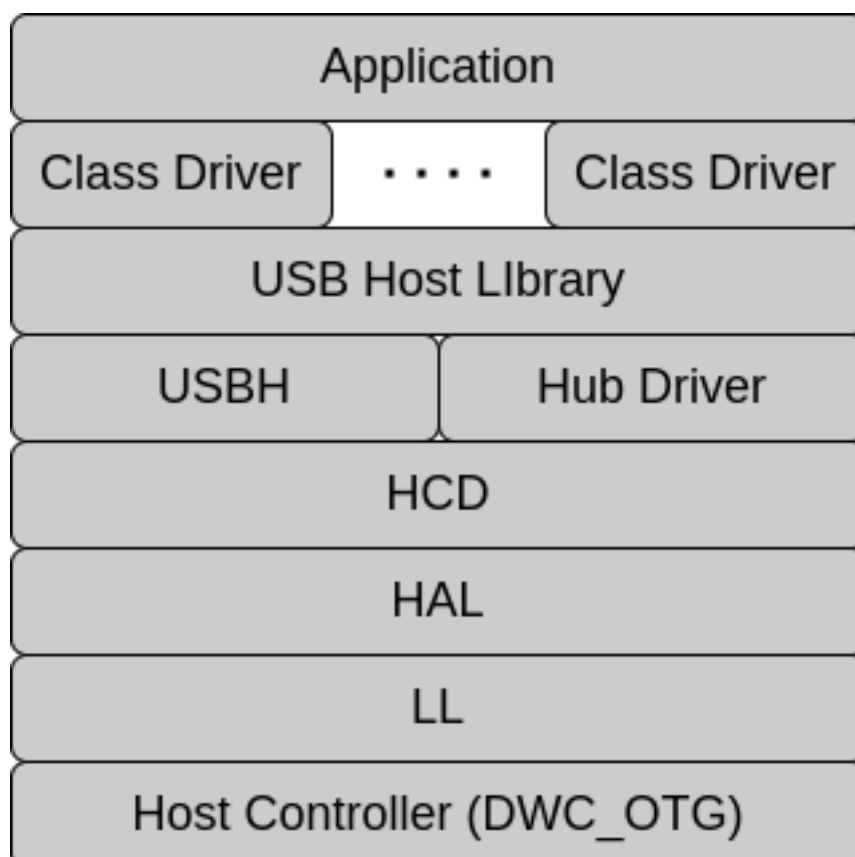 Application
Class Driver .... Class Driver
USB Host LIbrary
USBH Hub Driver
HCD
HAL
LL
Host Controller (DWC_OTG)